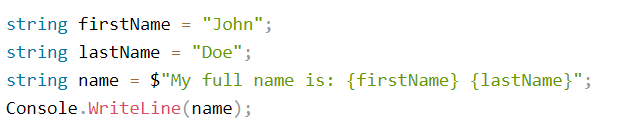 string firstName = "John";
string lastName = "Doe";
string name = $"My full name is: {firstName} {lastName}";
Console.WriteLine(name);